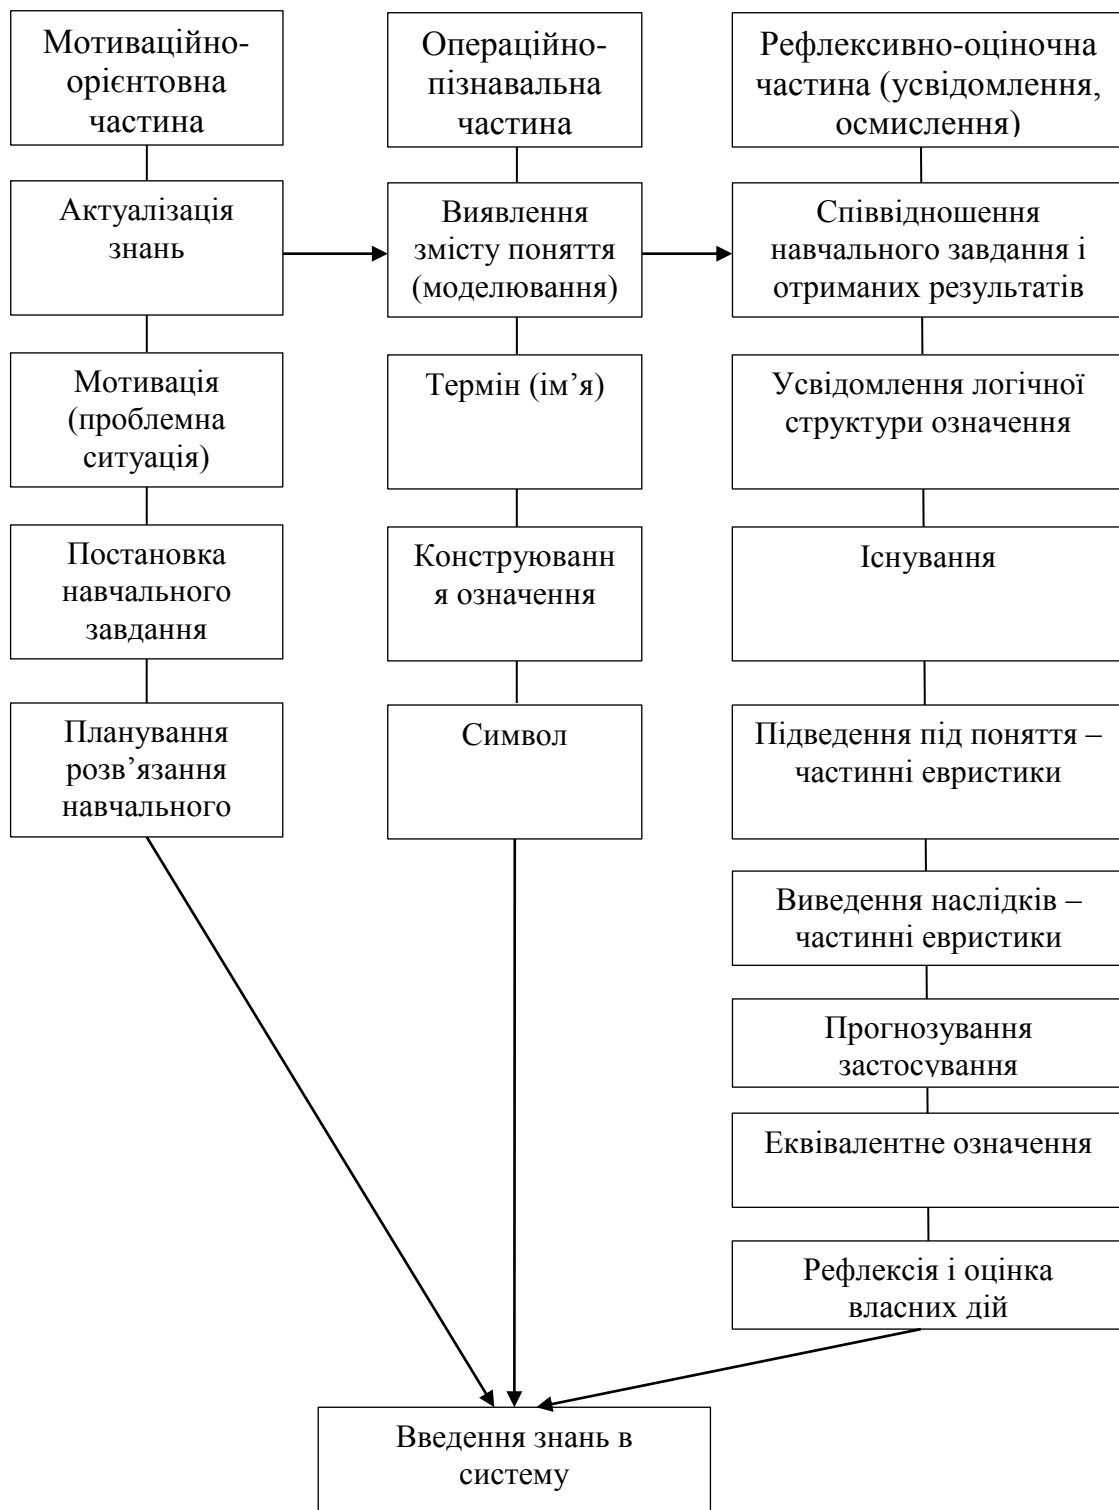 Мотиваційно-
орієнтовна
частина
Актуалізація
знань
Мотивація
(проблемна
ситуація)
Постановка
навчального
завдання
Планування
розв’язання
навчального
Операційно-
пізнавальна
частина
Виявлення
змісту поняття
(моделювання)
Термін (ім’я)
Конструюванн
я означення
Символ
Рефлексивно-оціночна
частина (усвідомлення,
осмислення)
Співвідношення
навчального завдання і
отриманих результатів
Усвідомлення логічної
структури означення
Існування
Підведення під поняття –
частинні евристики
Виведення наслідків –
частинні евристики
Прогнозування
застосування
Еквівалентне означення
Рефлексія і оцінка
власних дій
Введення знань в
систему